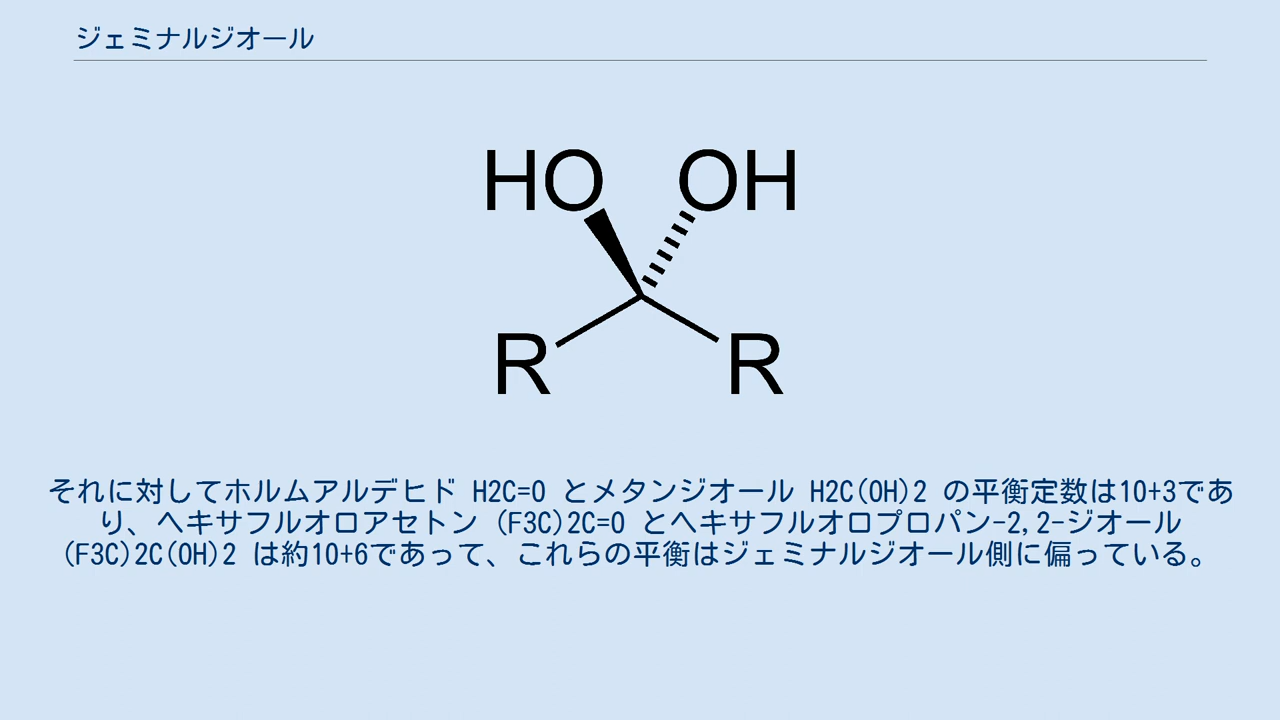 ジェミナルジオール
HO OH
R R
それに対してホルムアルデヒド H2C=O とメタンジオール H2C(OH)2 の平衡定数は10+3であ
り、ヘキサフルオロアセトン (F3C)2C=O とヘキサフルオロプロパン-2,2-ジオール
(F3C)2C(OH)2 は約10+6であって、これらの平衡はジェミナルジオール側に偏っている。